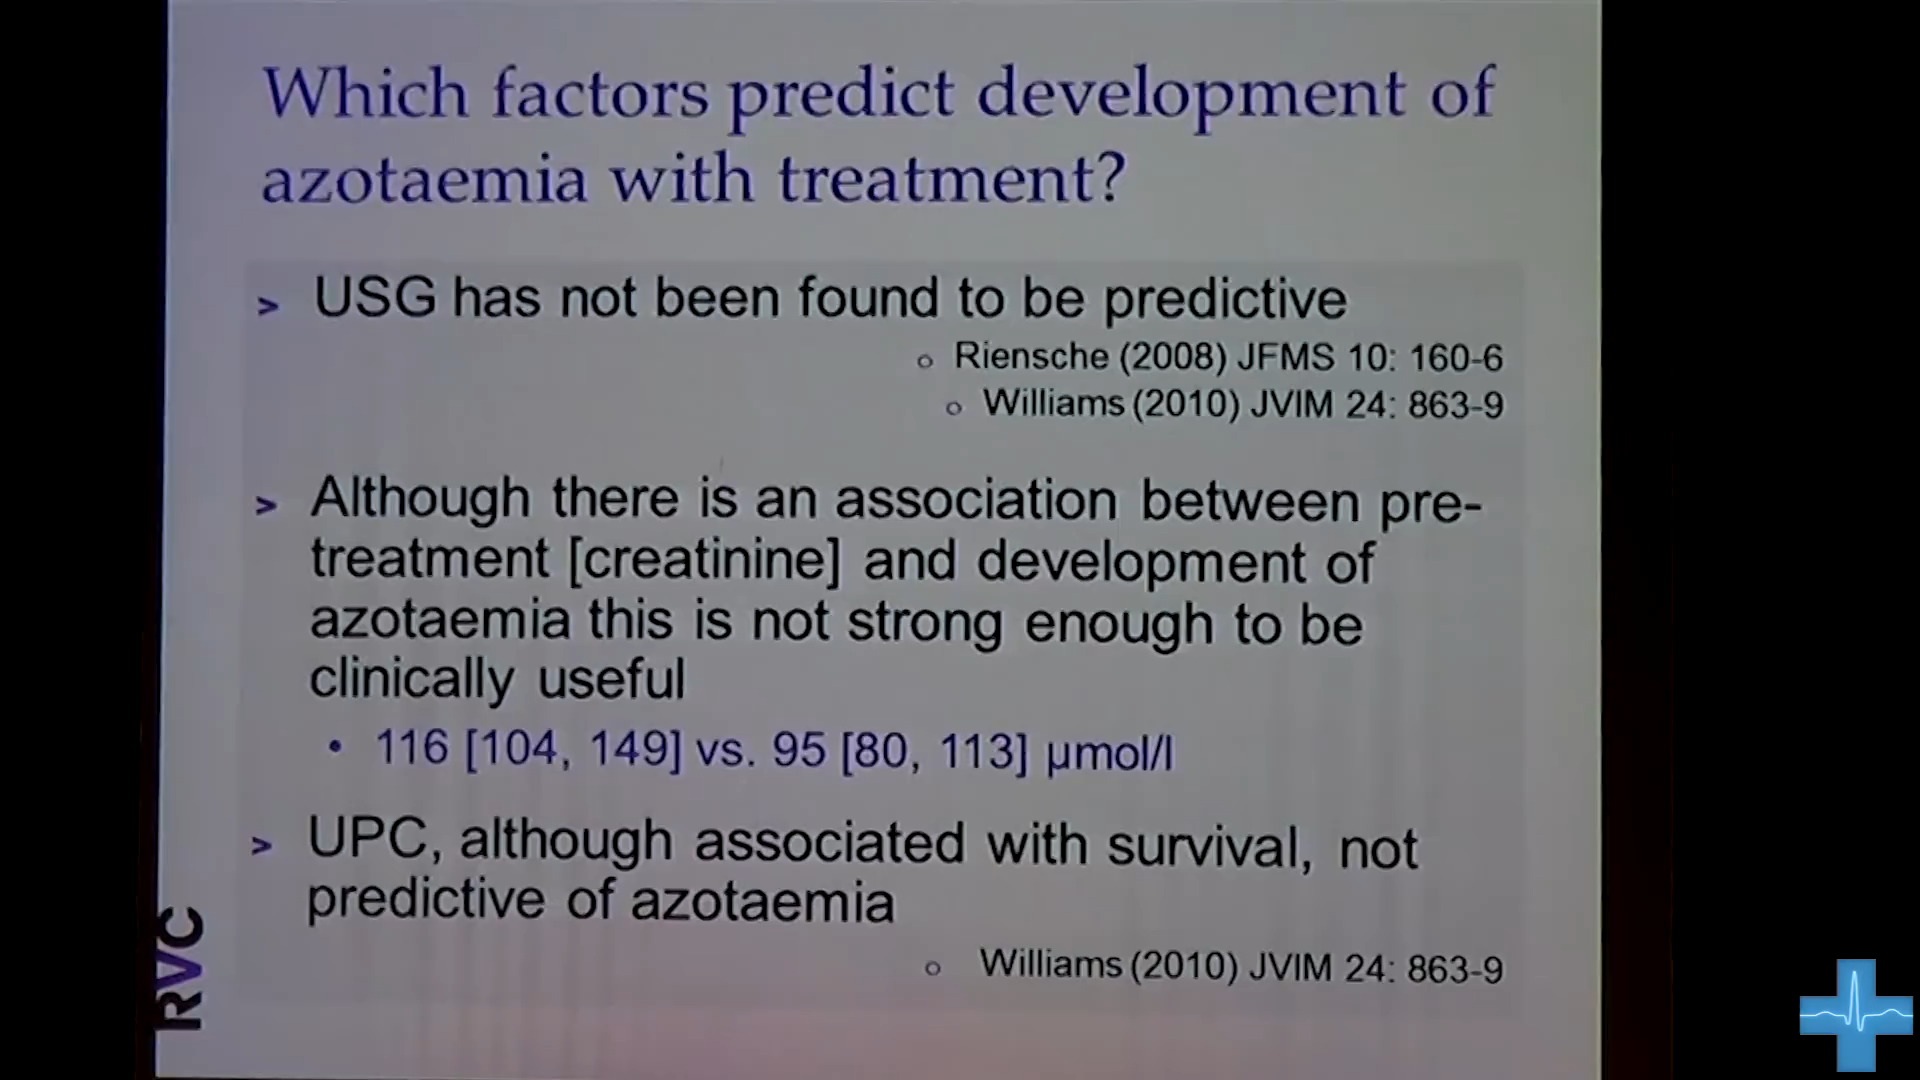 Which factors predict development of
azotaemia with treatment?
> USG has not been found to be predictive
o Riensche (2008) JFMS 10: 160-6
o Williams (2010) JVIM 24: 863-9
> Although there is an association between pre-
treatment [creatinine] and development of
azotaemia this is not strong enough to be
clinically useful
• 116 [104, 149] vs. 95 [80, 113] µmol/l
> UPC, although associated with survival, not
predictive of azotaemia
o Williams (2010) JVIM 24: 863-9
RVC